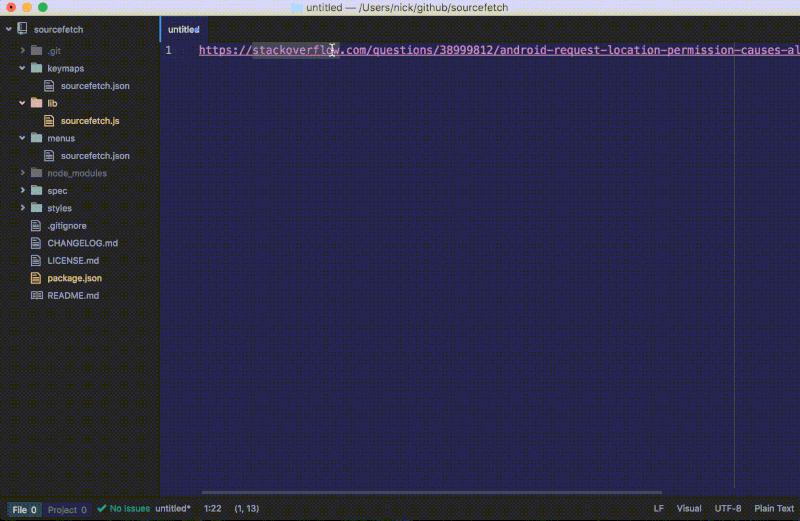 untitled — /Users/nick/github/sourcefetch
sourcefetch
.git
keymaps
sourcefetch.json
lib
sourcefetch.js
menus
sourcefetch.json
node_modules
spec
styles
.gitignore
CHANGELOG.md
LICENSE.md
package.json
README.md
untitled
1 https://stackoverflow.com/questions/38999812/android-request-location-permission-causes-al
File 0 Project 0 No Issues untitled* 1:22 (1, 13) LF Visual UTF-8 Plain Text